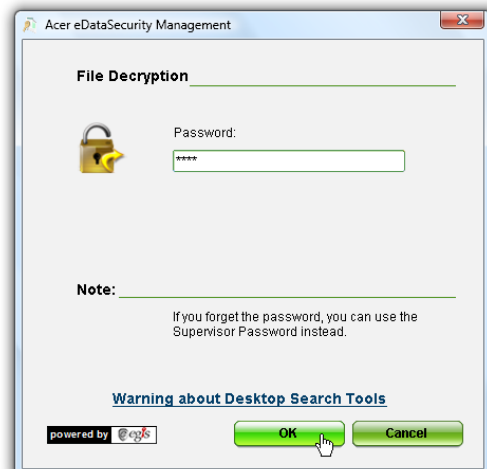 Acer eDataSecurity Management
File Decryption
Password:
****
Note:
If you forget the password, you can use the
Supervisor Password instead.
Warning about Desktop Search Tools
powered by egis
OK
Cancel